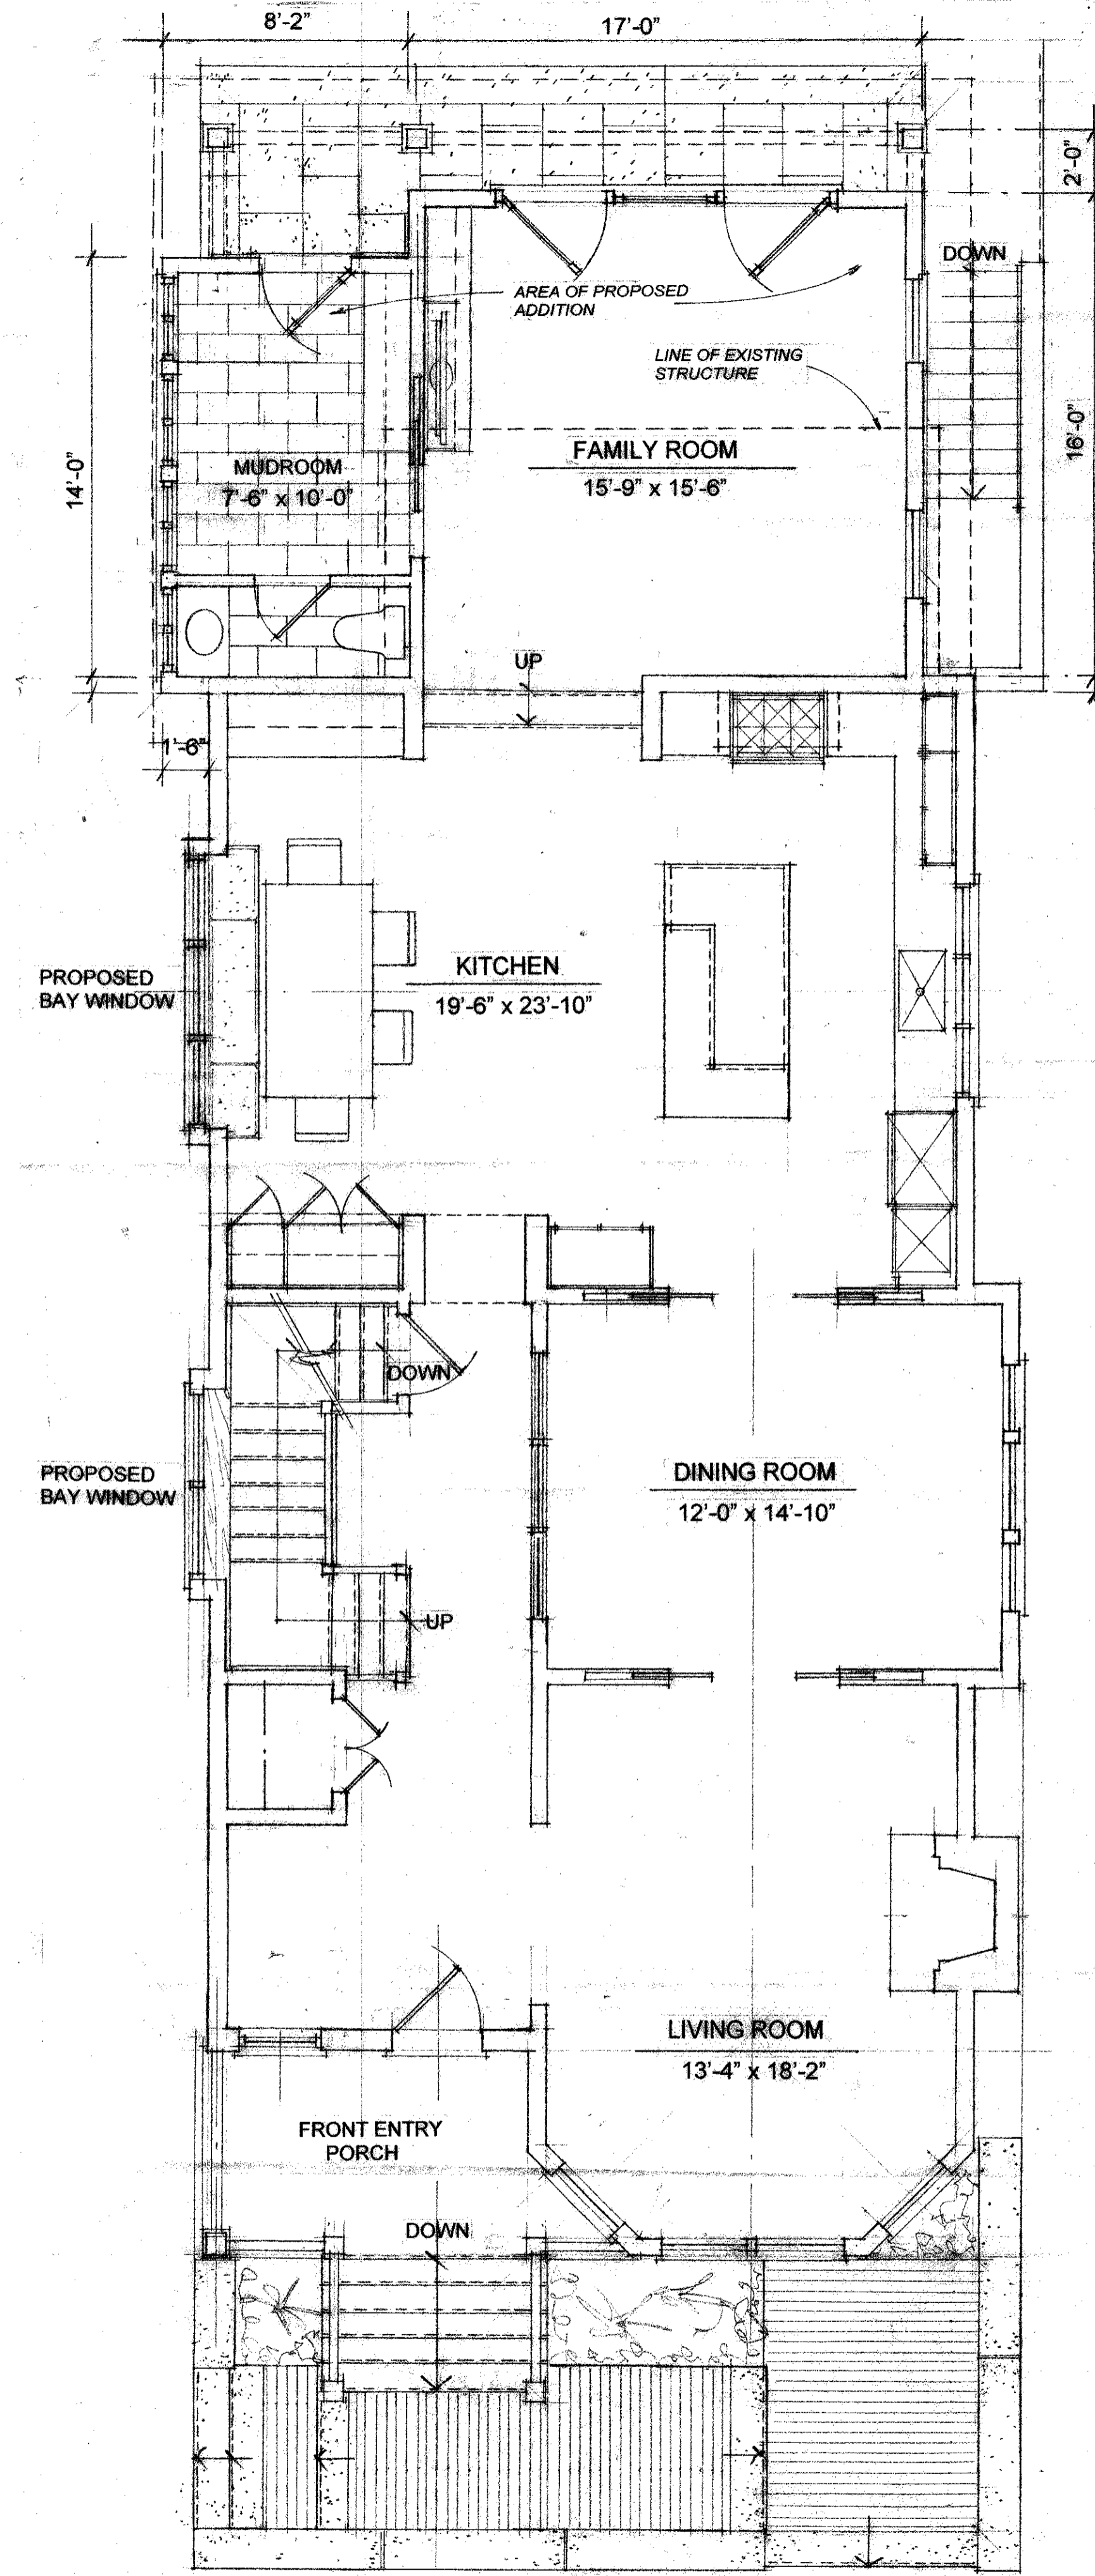 8'-2"
17'-0"
2'-0"
DOWN
AREA OF PROPOSED
ADDITION
LINE OF EXISTING
STRUCTURE
16'-0"
14'-0"
MUDROOM
7'-6" x 10'-0"
FAMILY ROOM
15'-9" x 15'-6"
UP
1'-6"
PROPOSED
BAY WINDOW
KITCHEN
19'-6" x 23'-10"
DOWN
PROPOSED
BAY WINDOW
DINING ROOM
12'-0" x 14'-10"
UP
LIVING ROOM
13'-4" x 18'-2"
FRONT ENTRY
PORCH
DOWN